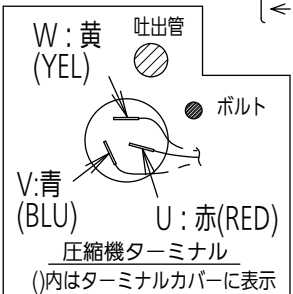 W : 黄
(YEL)
吐出管
ボルト
V:青
(BLU)
U : 赤(RED)
圧縮機ターミナル
()内はターミナルカバーに表示